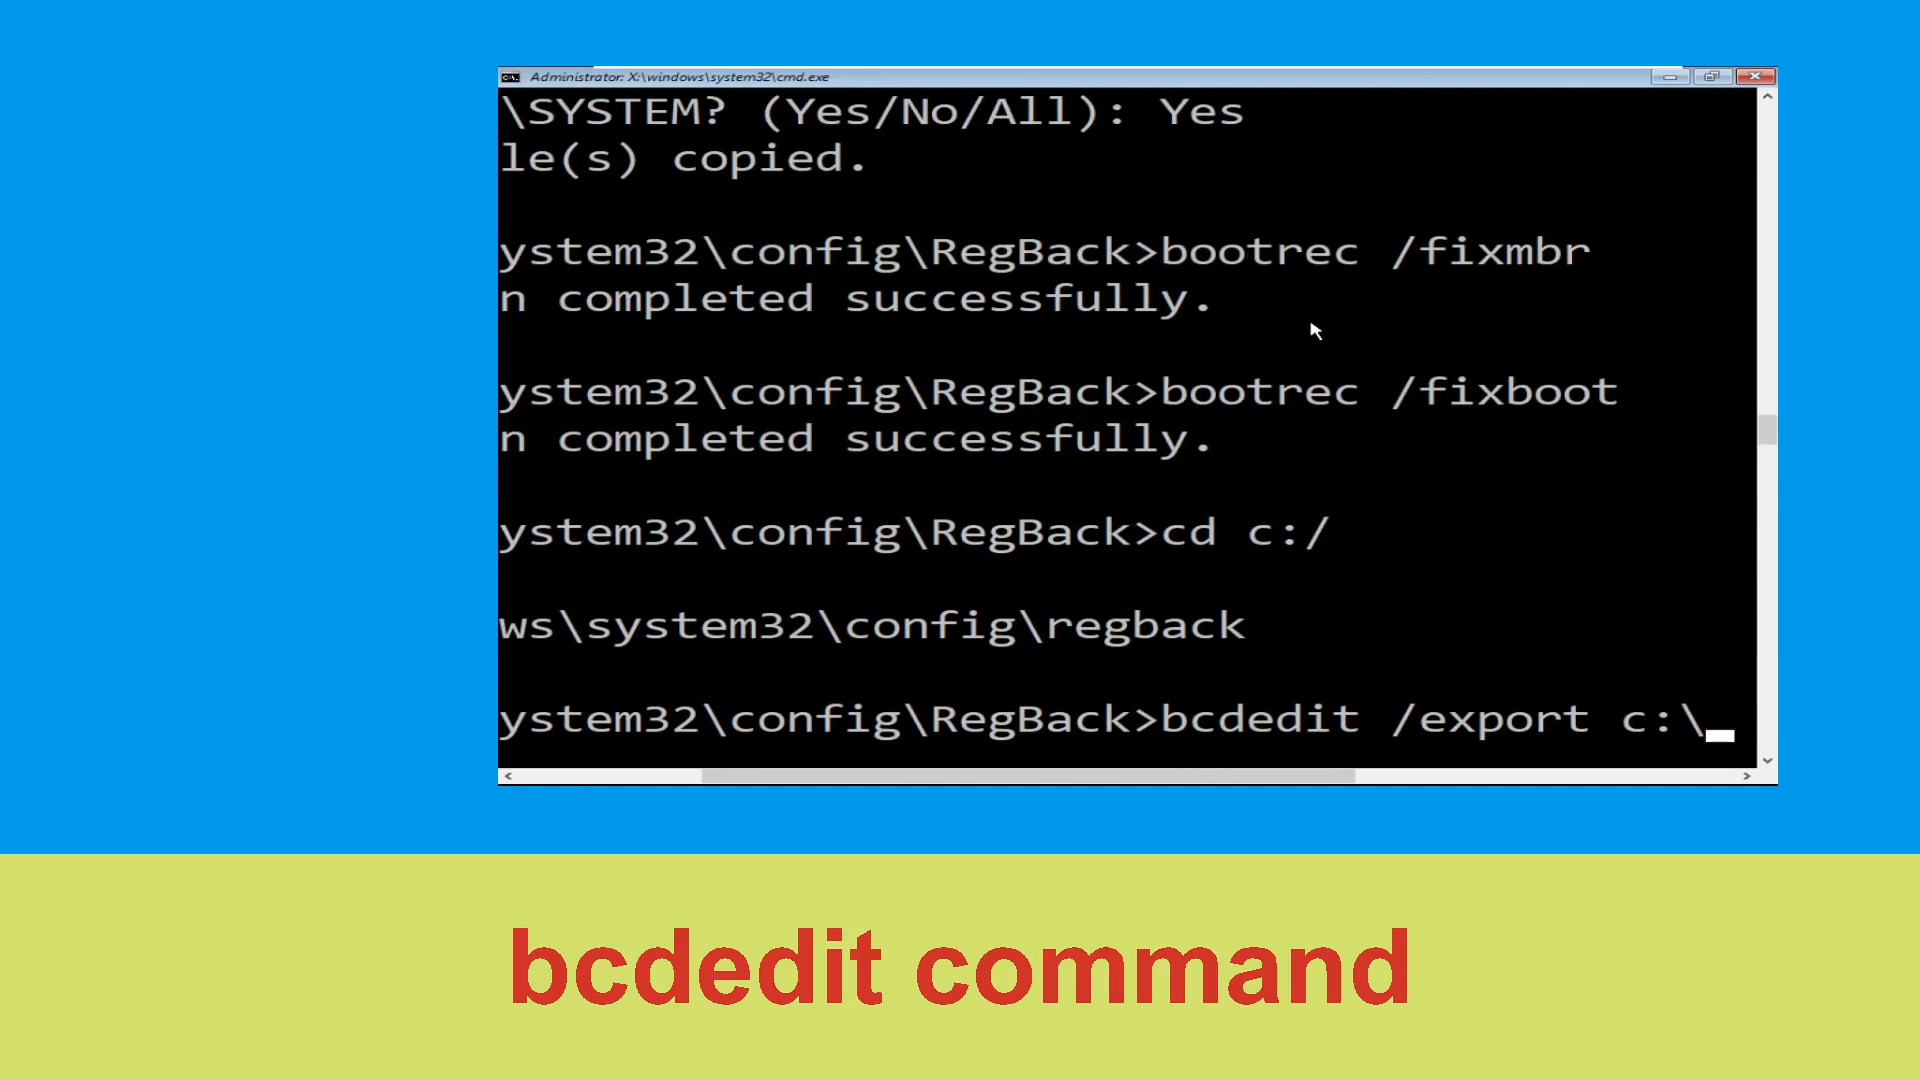 Administrator: X:\windows\system32\cmd.exe
\SYSTEM? (Yes/No/All): Yes
le(s) copied.
ystem32\config\RegBack>bootrec /fixmbr
n completed successfully.
ystem32\config\RegBack>bootrec /fixboot
n completed successfully.
ystem32\config\RegBack>cd c:/
ws\system32\config\regback
ystem32\config\RegBack>bcdedit /export c:\_
bcdedit command